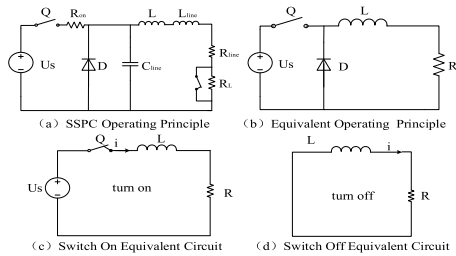 Q Ron L Lline
Us D Cline Rline RL
Q L
Us D R
(a) SSPC Operating Principle
(b) Equivalent Operating Principle
Q i L
Us turn on R
L i
turn off R
(c) Switch On Equivalent Circuit
(d) Switch Off Equivalent Circuit